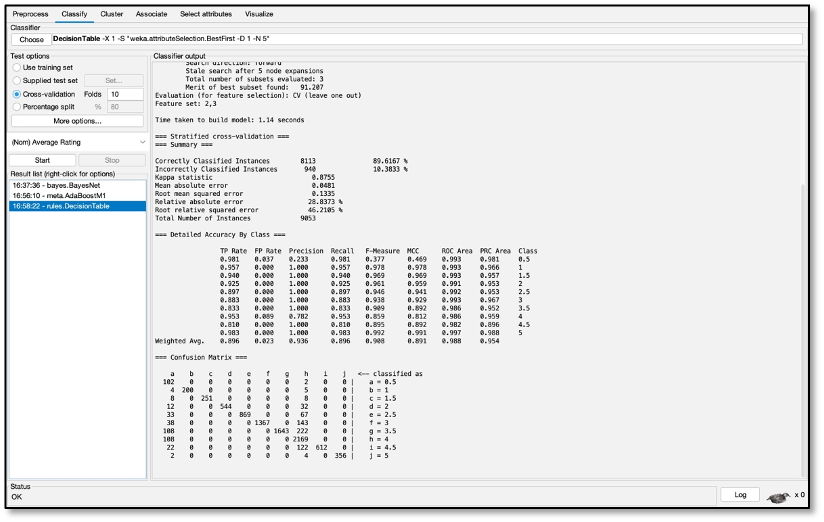 Preprocess Classify Cluster Associate Select attributes Visualize
Classifier
Choose DecisionTable -X 1 -S "weka.attributeSelection.BestFirst -D 1 -N 5"
Test options
Use training set
Supplied test set Set...
Cross-validation Folds 10
Percentage split % 80
More options...
(Nom) Average Rating
Start Stop
Result list (right-click for options)
16:37:36 - bayes.BayesNet
16:56:10 - meta.AdaBoostM1
16:58:22 - rules.DecisionTable
Classifier output
Search direction: forward
Stale search after 5 node expansions
Total number of subsets evaluated: 3
Merit of best subset found: 91.207
Evaluation (for feature selection): CV (leave one out)
Feature set: 2,3
Time taken to build model: 1.14 seconds
=== Stratified cross-validation ===
=== Summary ===
Correctly Classified Instances 8113 89.6167 %
Incorrectly Classified Instances 940 10.3833 %
Kappa statistic 0.8755
Mean absolute error 0.0481
Root mean squared error 0.1335
Relative absolute error 28.8373 %
Root relative squared error 46.2105 %
Total Number of Instances 9053
=== Detailed Accuracy By Class ===
TP Rate FP Rate Precision Recall F-Measure MCC ROC Area PRC Area Class
0.981 0.037 0.233 0.981 0.377 0.469 0.993 0.981 0.5
0.957 0.000 1.000 0.957 0.978 0.978 0.993 0.966 1
0.940 0.000 1.000 0.940 0.969 0.969 0.993 0.957 1.5
0.925 0.000 1.000 0.925 0.961 0.959 0.991 0.953 2
0.897 0.000 1.000 0.897 0.946 0.941 0.992 0.953 2.5
0.883 0.000 1.000 0.883 0.938 0.929 0.993 0.967 3
0.833 0.000 1.000 0.833 0.909 0.892 0.986 0.952 3.5
0.953 0.089 0.782 0.953 0.859 0.812 0.986 0.959 4
0.810 0.000 1.000 0.810 0.895 0.892 0.982 0.896 4.5
0.983 0.000 1.000 0.983 0.992 0.991 0.997 0.988 5
Weighted Avg. 0.896 0.023 0.936 0.896 0.908 0.891 0.988 0.954
=== Confusion Matrix ===
a b c d e f g h i j <-- classified as
102 0 0 0 0 0 0 2 0 0 | a = 0.5
4 200 0 0 0 0 0 5 0 0 | b = 1
8 0 251 0 0 0 0 8 0 0 | c = 1.5
12 0 0 544 0 0 0 32 0 0 | d = 2
33 0 0 0 869 0 0 67 0 0 | e = 2.5
38 0 0 0 0 1367 0 143 0 0 | f = 3
108 0 0 0 0 0 1643 222 0 0 | g = 3.5
108 0 0 0 0 0 0 2169 0 0 | h = 4
22 0 0 0 0 0 0 122 612 0 | i = 4.5
2 0 0 0 0 0 0 4 0 356 | j = 5
Status
OK
Log x 0